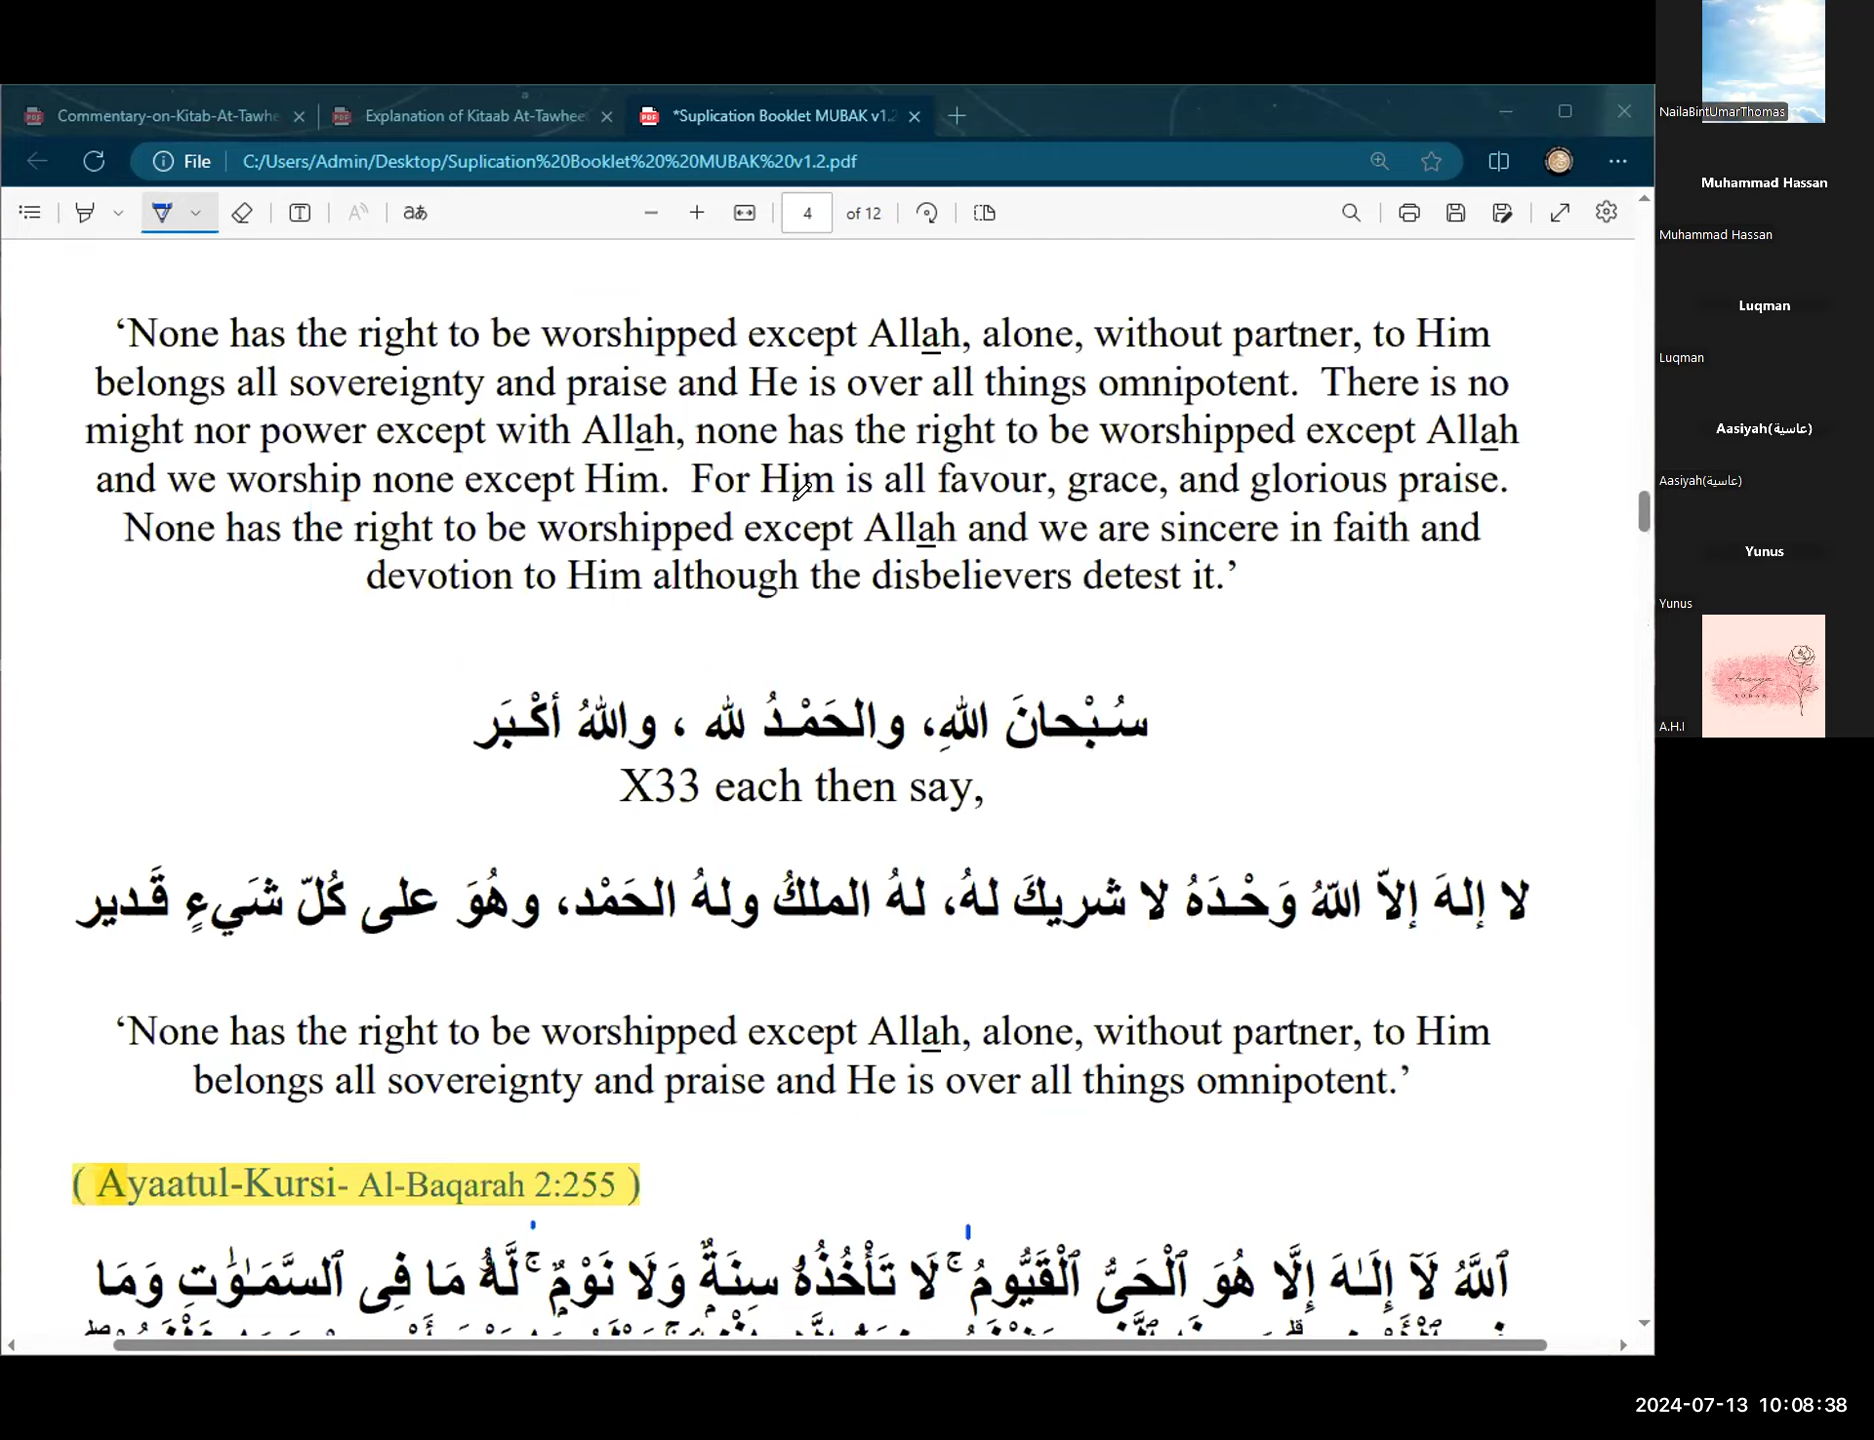 Commentary-on-Kitab-At-Tawhe
Explanation of Kitaab At-Tawhee
*Suplication Booklet MUBAK v1.2
File
C:/Users/Admin/Desktop/Suplication%20Booklet%20%20MUBAK%20v1.2.pdf
4 of 12
‘None has the right to be worshipped except Allah, alone, without partner, to Him
belongs all sovereignty and praise and He is over all things omnipotent.  There is no
might nor power except with Allah, none has the right to be worshipped except Allah
and we worship none except Him.  For Him is all favour, grace, and glorious praise.
None has the right to be worshipped except Allah and we are sincere in faith and
devotion to Him although the disbelievers detest it.’
سُـبْحانَ اللهِ، والحَمْـدُ لله ، واللهُ أكْـبَر
X33 each then say,
لا إلهَ إلاّ اللهُ وَحْـدَهُ لا شريكَ لهُ، لهُ الملكُ ولهُ الحَمْد، وهُوَ على كُلّ شَيءٍ قَـدير
‘None has the right to be worshipped except Allah, alone, without partner, to Him
belongs all sovereignty and praise and He is over all things omnipotent.’
( Ayaatul-Kursi- Al-Baqarah 2:255 )
ٱللَّهُ لَآ إِلَـٰهَ إِلَّا هُوَ ٱلْحَىُّ ٱلْقَيُّومُ ۚ لَا تَأْخُذُهُۥ سِنَةٌ وَلَا نَوْمٌ ۚ لَّهُۥ مَا فِى ٱلسَّمَـٰوَٰتِ وَمَا
NailaBintUmarThomas
Muhammad Hassan
Muhammad Hassan
Luqman
Luqman
Aasiyah(عاسية)
Aasiyah(عاسية)
Yunus
Yunus
A.H.I
2024-07-13 10:08:38